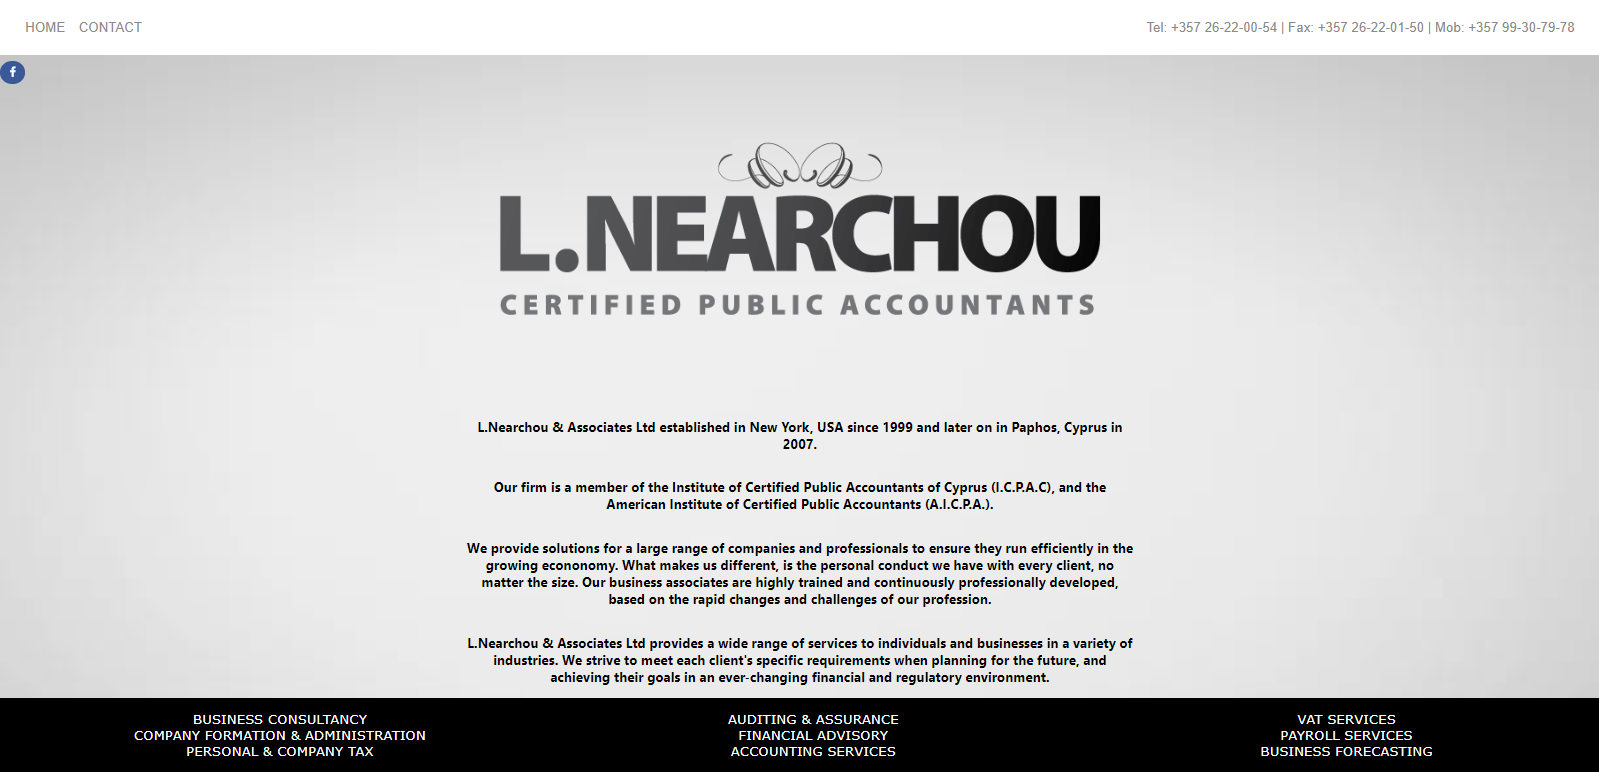 HOME CONTACT
Tel: +357 26-22-00-54 | Fax: +357 26-22-01-50 | Mob: +357 99-30-79-78
L.NEARCHOU
CERTIFIED PUBLIC ACCOUNTANTS
L.Nearchou & Associates Ltd established in New York, USA since 1999 and later on in Paphos, Cyprus in
2007.
Our firm is a member of the Institute of Certified Public Accountants of Cyprus (I.C.P.A.C), and the
American Institute of Certified Public Accountants (A.I.C.P.A.).
We provide solutions for a large range of companies and professionals to ensure they run efficiently in the
growing econonomy. What makes us different, is the personal conduct we have with every client, no
matter the size. Our business associates are highly trained and continuously professionally developed,
based on the rapid changes and challenges of our profession.
L.Nearchou & Associates Ltd provides a wide range of services to individuals and businesses in a variety of
industries. We strive to meet each client's specific requirements when planning for the future, and
achieving their goals in an ever-changing financial and regulatory environment.
BUSINESS CONSULTANCY
COMPANY FORMATION & ADMINISTRATION
PERSONAL & COMPANY TAX
AUDITING & ASSURANCE
FINANCIAL ADVISORY
ACCOUNTING SERVICES
VAT SERVICES
PAYROLL SERVICES
BUSINESS FORECASTING